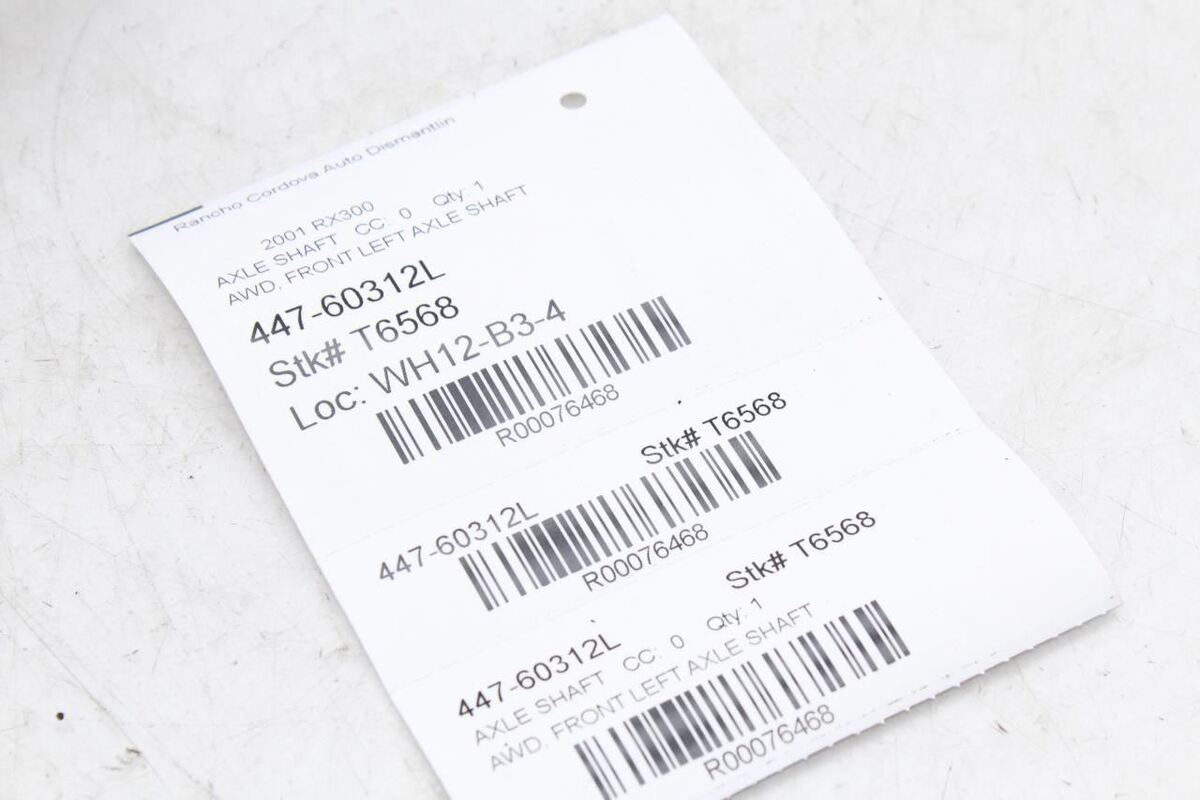 Rancho Cordova Auto Dismantlin
2001 RX300
AXLE SHAFT CC: 0 Qty: 1
AWD, FRONT LEFT AXLE SHAFT
447-60312L
Stk# T6568
Loc: WH12-B3-4
R00076468
447-60312L Stk# T6568
R00076468
447-60312L Stk# T6568
AXLE SHAFT CC: 0 Qty: 1
AWD, FRONT LEFT AXLE SHAFT
R00076468